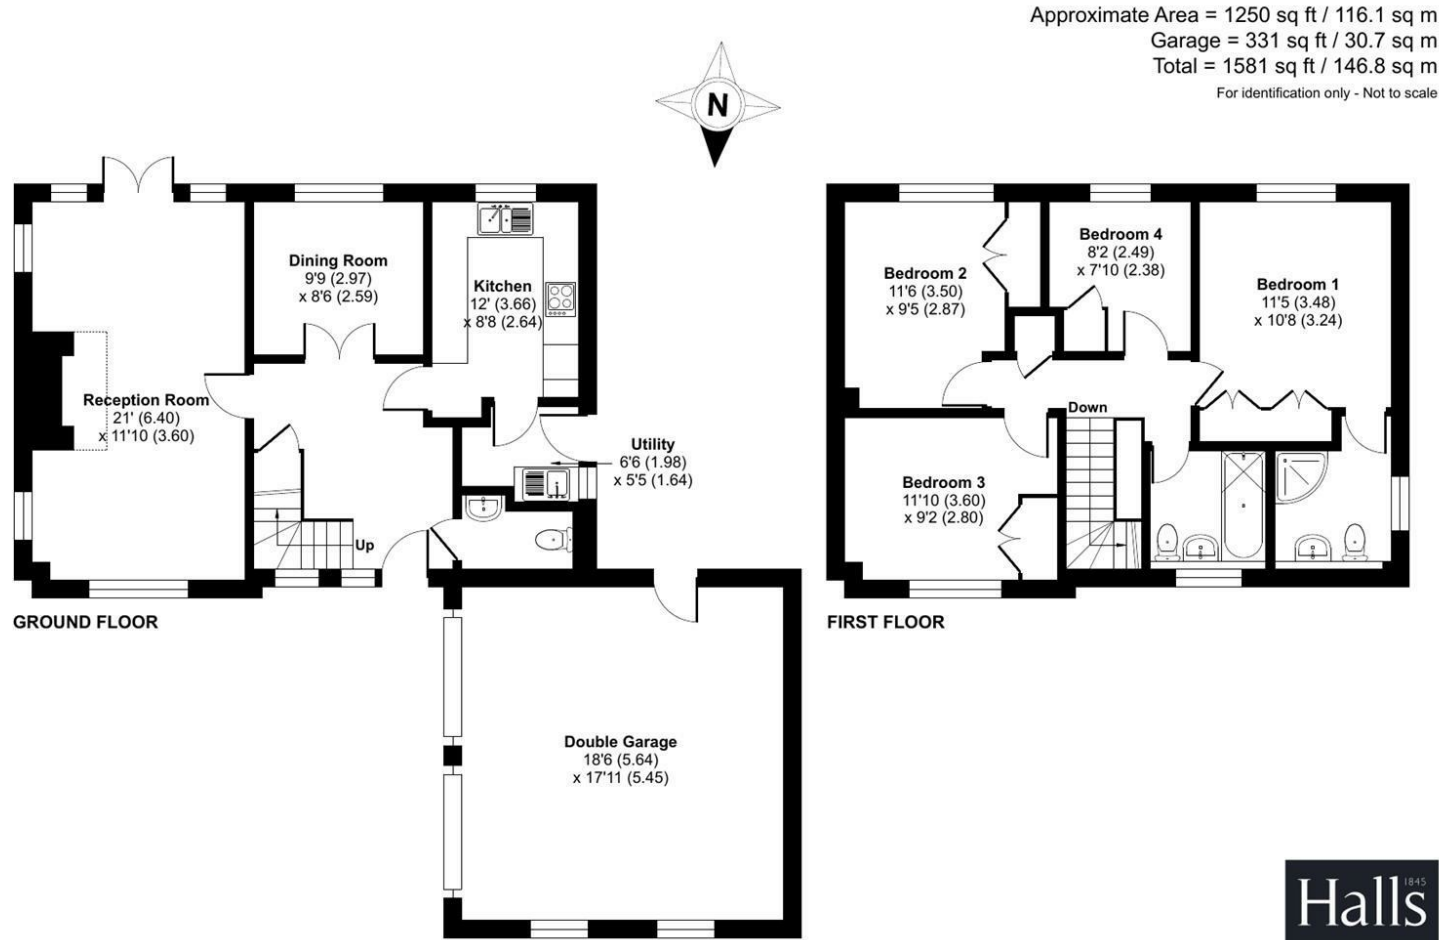 Approximate Area = 1250 sq ft / 116.1 sq m
Garage = 331 sq ft / 30.7 sq m
Total = 1581 sq ft / 146.8 sq m
For identification only - Not to scale
N
Dining Room
9'9 (2.97)
x 8'6 (2.59)
Kitchen
12' (3.66)
x 8'8 (2.64)
Reception Room
21' (6.40)
x 11'10 (3.60)
Utility
6'6 (1.98)
x 5'5 (1.64)
Up
GROUND FLOOR
Double Garage
18'6 (5.64)
x 17'11 (5.45)
Bedroom 2
11'6 (3.50)
x 9'5 (2.87)
Bedroom 4
8'2 (2.49)
x 7'10 (2.38)
Bedroom 1
11'5 (3.48)
x 10'8 (3.24)
Down
Bedroom 3
11'10 (3.60)
x 9'2 (2.80)
FIRST FLOOR
1845
Halls